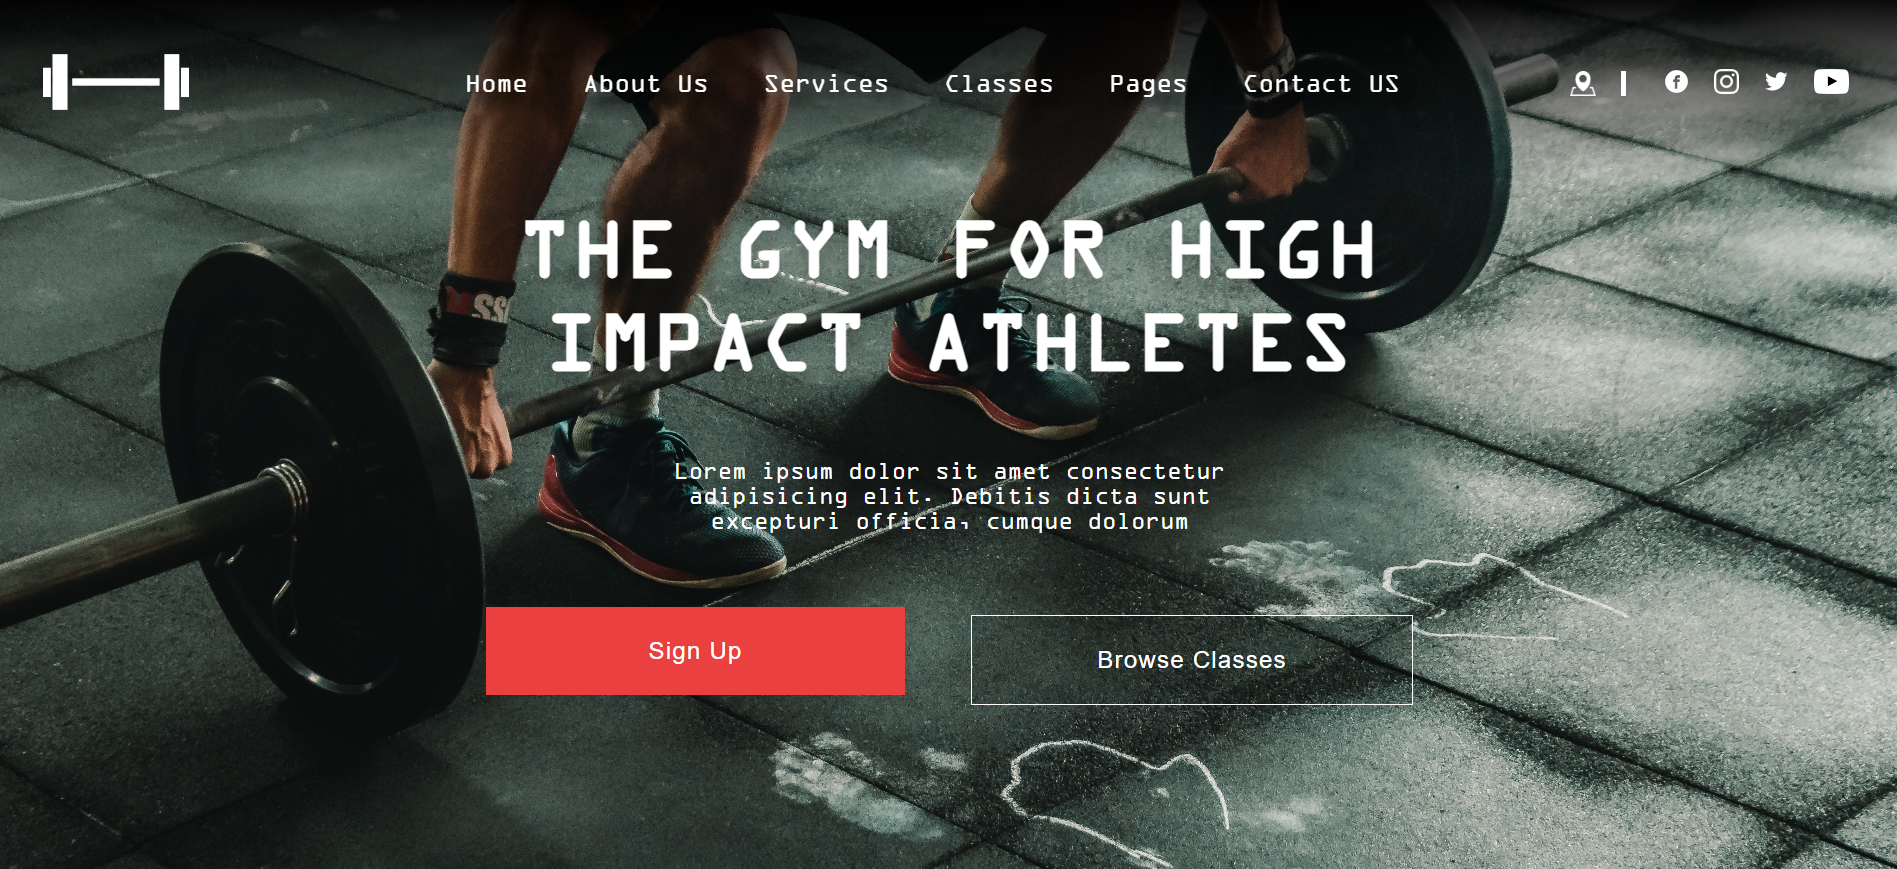 Home About Us Services Classes Pages Contact US
THE GYM FOR HIGH
IMPACT ATHLETES
Lorem ipsum dolor sit amet consectetur
adipisicing elit. Debitis dicta sunt
excepturi officia, cumque dolorum
Sign Up
Browse Classes